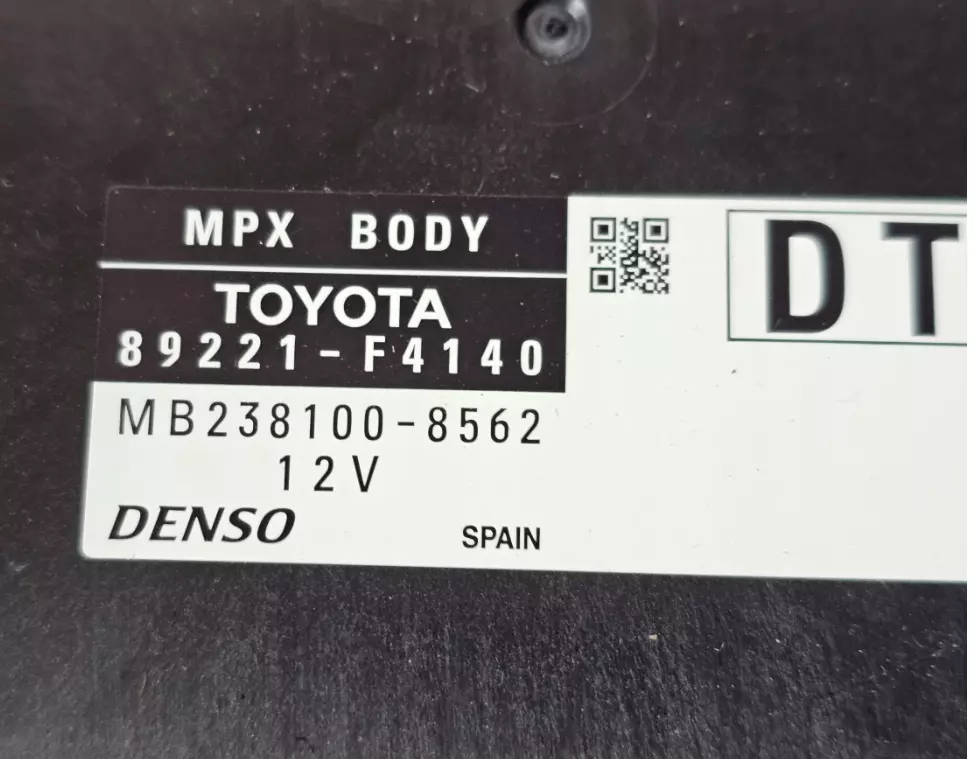 MPX BODY
TOYOTA
89221-F4140
MB238100-8562
12V
DENSO SPAIN
DT